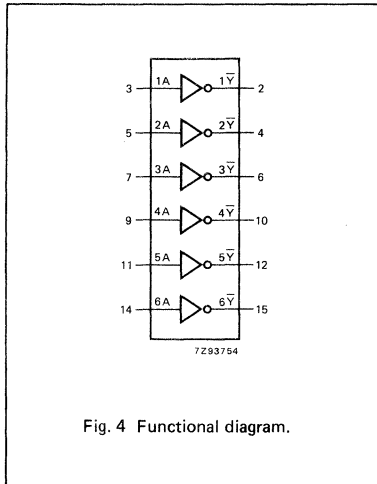 3 1A 1Y̅ 2
5 2A 2Y̅ 4
7 3A 3Y̅ 6
9 4A 4Y̅ 10
11 5A 5Y̅ 12
14 6A 6Y̅ 15
7Z93754
Fig. 4 Functional diagram.